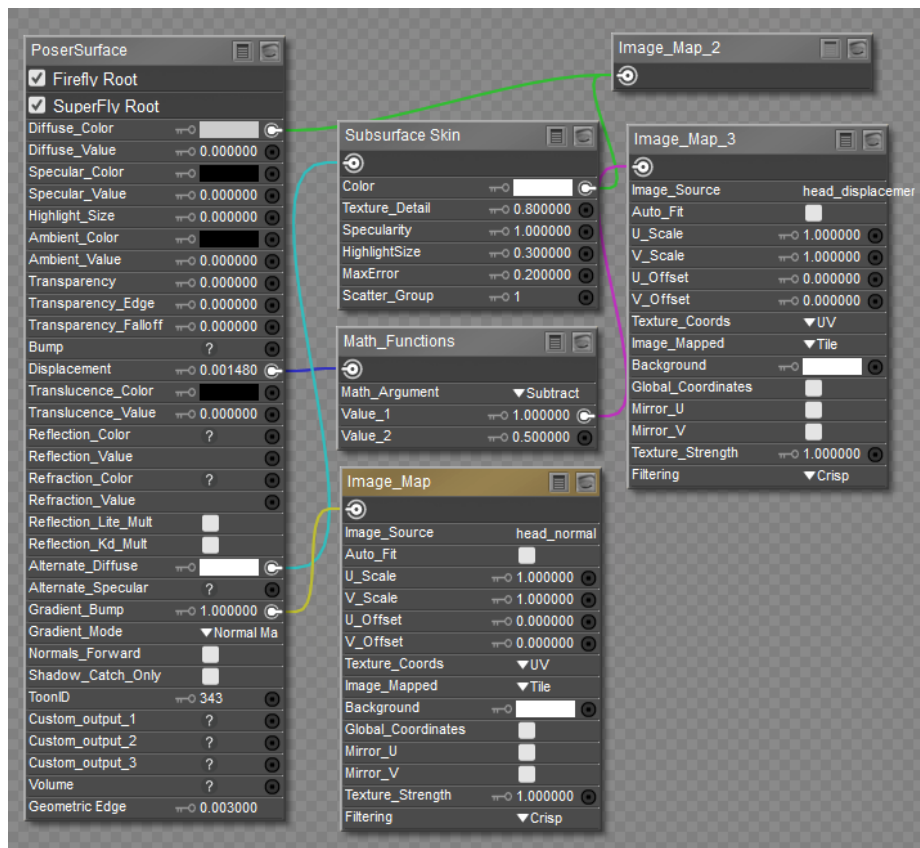 PoserSurface
Firefly Root
SuperFly Root
Diffuse_Color
Diffuse_Value 0.000000
Specular_Color
Specular_Value 0.000000
Highlight_Size 0.000000
Ambient_Color
Ambient_Value 0.000000
Transparency 0.000000
Transparency_Edge 0.000000
Transparency_Falloff 0.000000
Bump ?
Displacement 0.001480
Translucence_Color
Translucence_Value 0.000000
Reflection_Color ?
Reflection_Value
Refraction_Color ?
Refraction_Value
Reflection_Lite_Mult
Reflection_Kd_Mult
Alternate_Diffuse
Alternate_Specular ?
Gradient_Bump 1.000000
Gradient_Mode Normal Ma
Normals_Forward
Shadow_Catch_Only
ToonID 343
Custom_output_1 ?
Custom_output_2 ?
Custom_output_3 ?
Volume ?
Geometric Edge 0.003000
Subsurface Skin
Color
Texture_Detail 0.800000
Specularity 1.000000
HighlightSize 0.300000
MaxError 0.200000
Scatter_Group 1
Math_Functions
Math_Argument Subtract
Value_1 1.000000
Value_2 0.500000
Image_Map
Image_Source head_normal
Auto_Fit
U_Scale 1.000000
V_Scale 1.000000
U_Offset 0.000000
V_Offset 0.000000
Texture_Coords UV
Image_Mapped Tile
Background
Global_Coordinates
Mirror_U
Mirror_V
Texture_Strength 1.000000
Filtering Crisp
Image_Map_2
Image_Map_3
Image_Source head_displacemer
Auto_Fit
U_Scale 1.000000
V_Scale 1.000000
U_Offset 0.000000
V_Offset 0.000000
Texture_Coords UV
Image_Mapped Tile
Background
Global_Coordinates
Mirror_U
Mirror_V
Texture_Strength 1.000000
Filtering Crisp